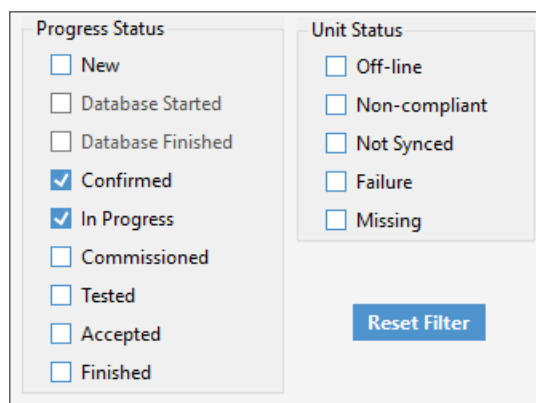 Progress Status
New
Database Started
Database Finished
Confirmed
In Progress
Commissioned
Tested
Accepted
Finished
Unit Status
Off-line
Non-compliant
Not Synced
Failure
Missing
Reset Filter